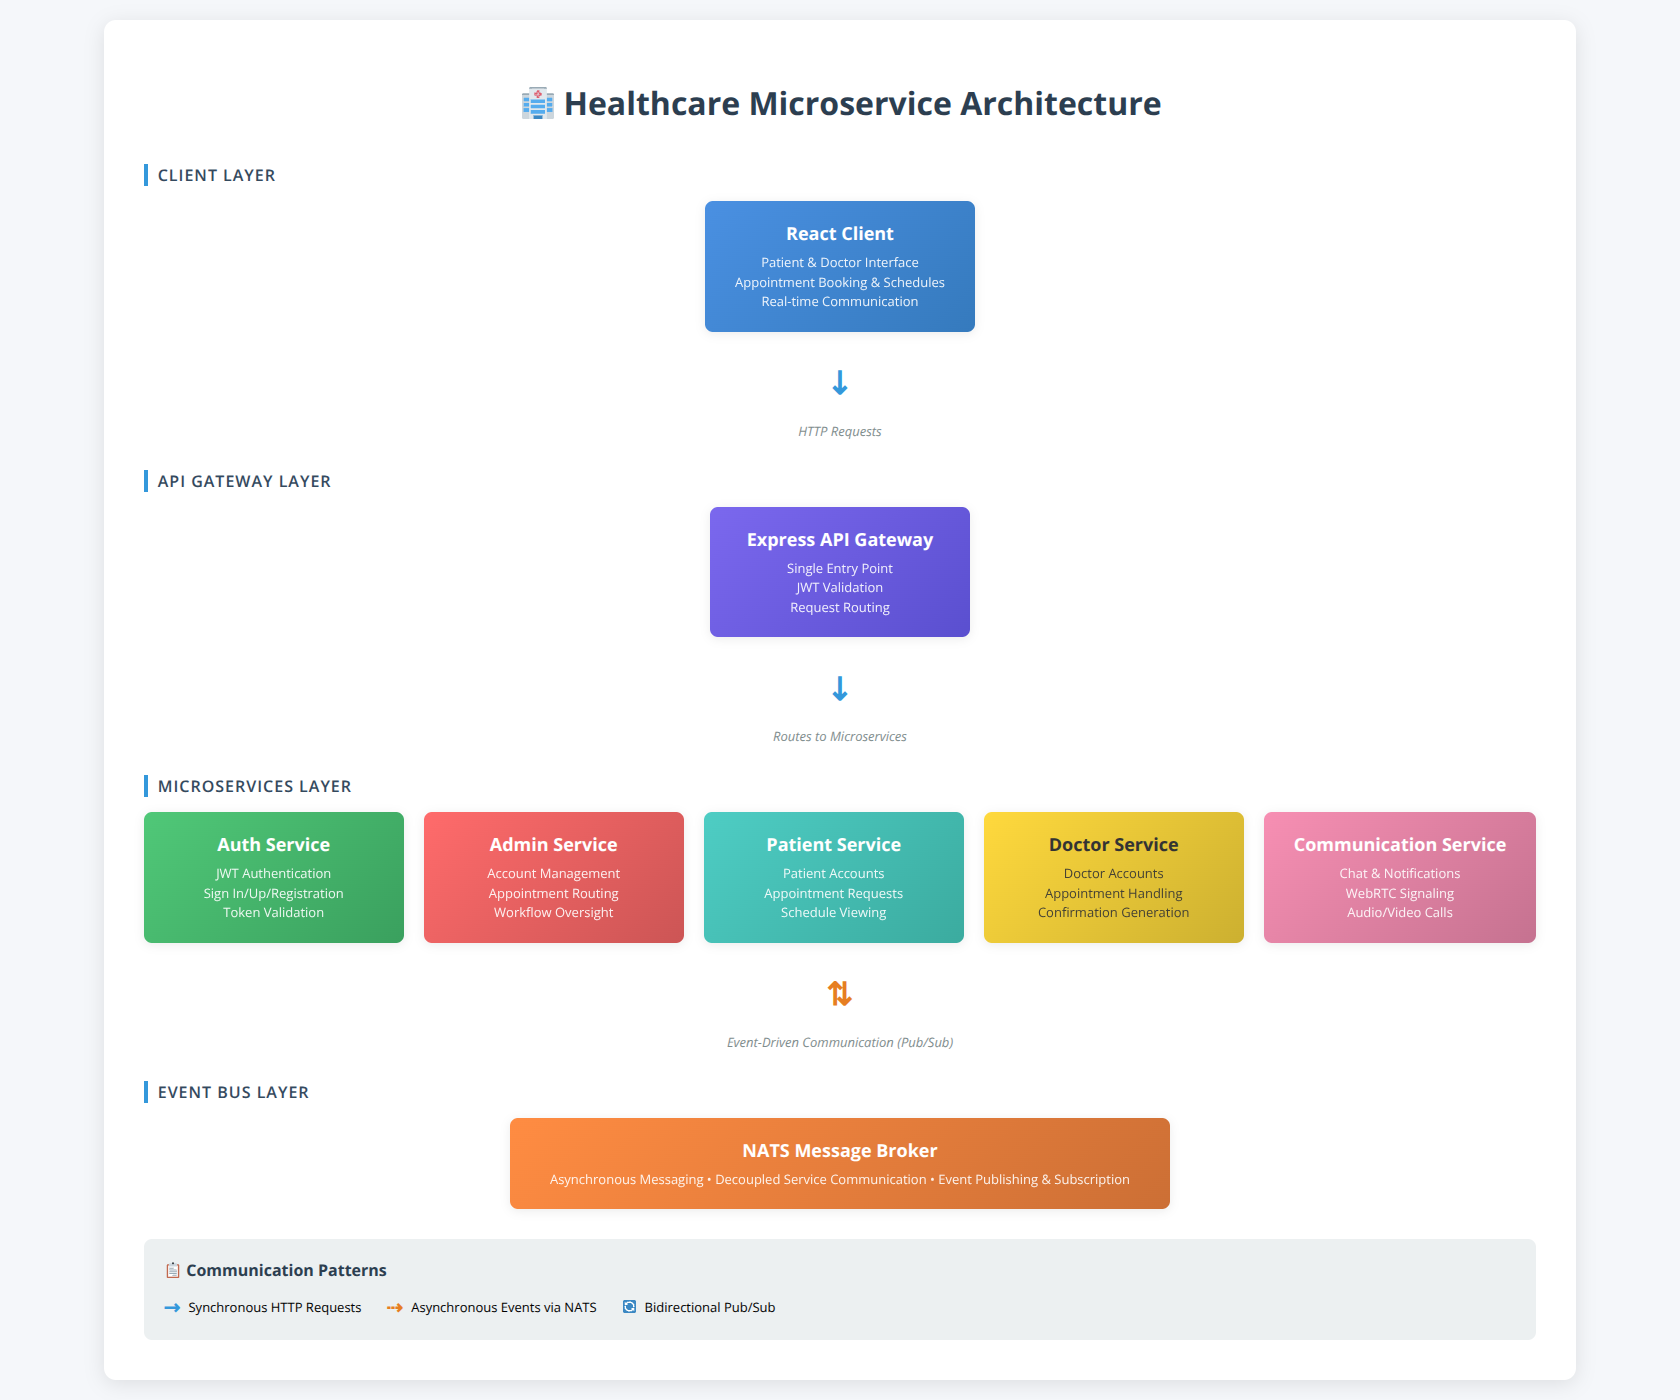 🏥 Healthcare Microservice Architecture
CLIENT LAYER
React Client
Patient & Doctor Interface
Appointment Booking & Schedules
Real-time Communication
↓
HTTP Requests
API GATEWAY LAYER
Express API Gateway
Single Entry Point
JWT Validation
Request Routing
↓
Routes to Microservices
MICROSERVICES LAYER
Auth Service
JWT Authentication
Sign In/Up/Registration
Token Validation
Admin Service
Account Management
Appointment Routing
Workflow Oversight
Patient Service
Patient Accounts
Appointment Requests
Schedule Viewing
Doctor Service
Doctor Accounts
Appointment Handling
Confirmation Generation
Communication Service
Chat & Notifications
WebRTC Signaling
Audio/Video Calls
⇅
Event-Driven Communication (Pub/Sub)
EVENT BUS LAYER
NATS Message Broker
Asynchronous Messaging • Decoupled Service Communication • Event Publishing & Subscription
📋 Communication Patterns
→ Synchronous HTTP Requests
⇢ Asynchronous Events via NATS
🔄 Bidirectional Pub/Sub